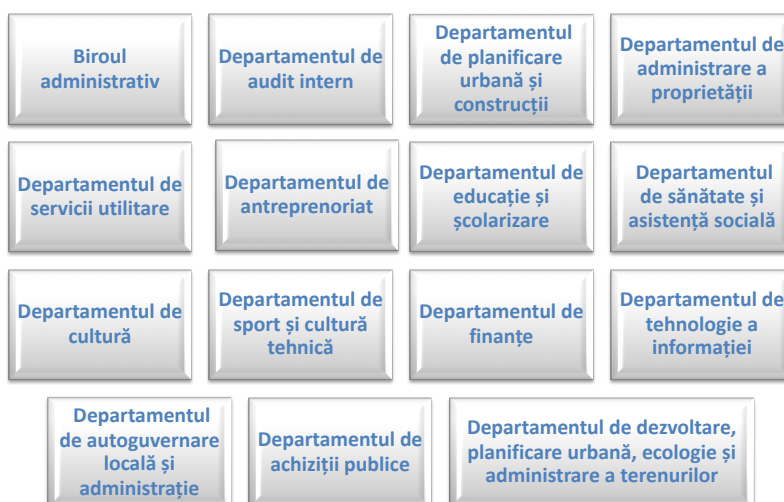 Biroul
administrativ
Departamentul de
audit intern
Departamentul
de planificare
urbană și
construcții
Departamentul de
administrare a
proprietății
Departamentul de
servicii utilitare
Departamentul de
antreprenoriat
Departamentul de
educație și
școlarizare
Departamentul
de sănătate și
asistență socială
Departamentul de
cultură
Departamentul de
sport și cultură
tehnică
Departamentul de
finanțe
Departamentul de
tehnologie a
informației
Departamentul
de autoguvernare
locală și
administrație
Departamentul de
achiziții publice
Departamentul de dezvoltare,
planificare urbană, ecologie și
administrare a terenurilor